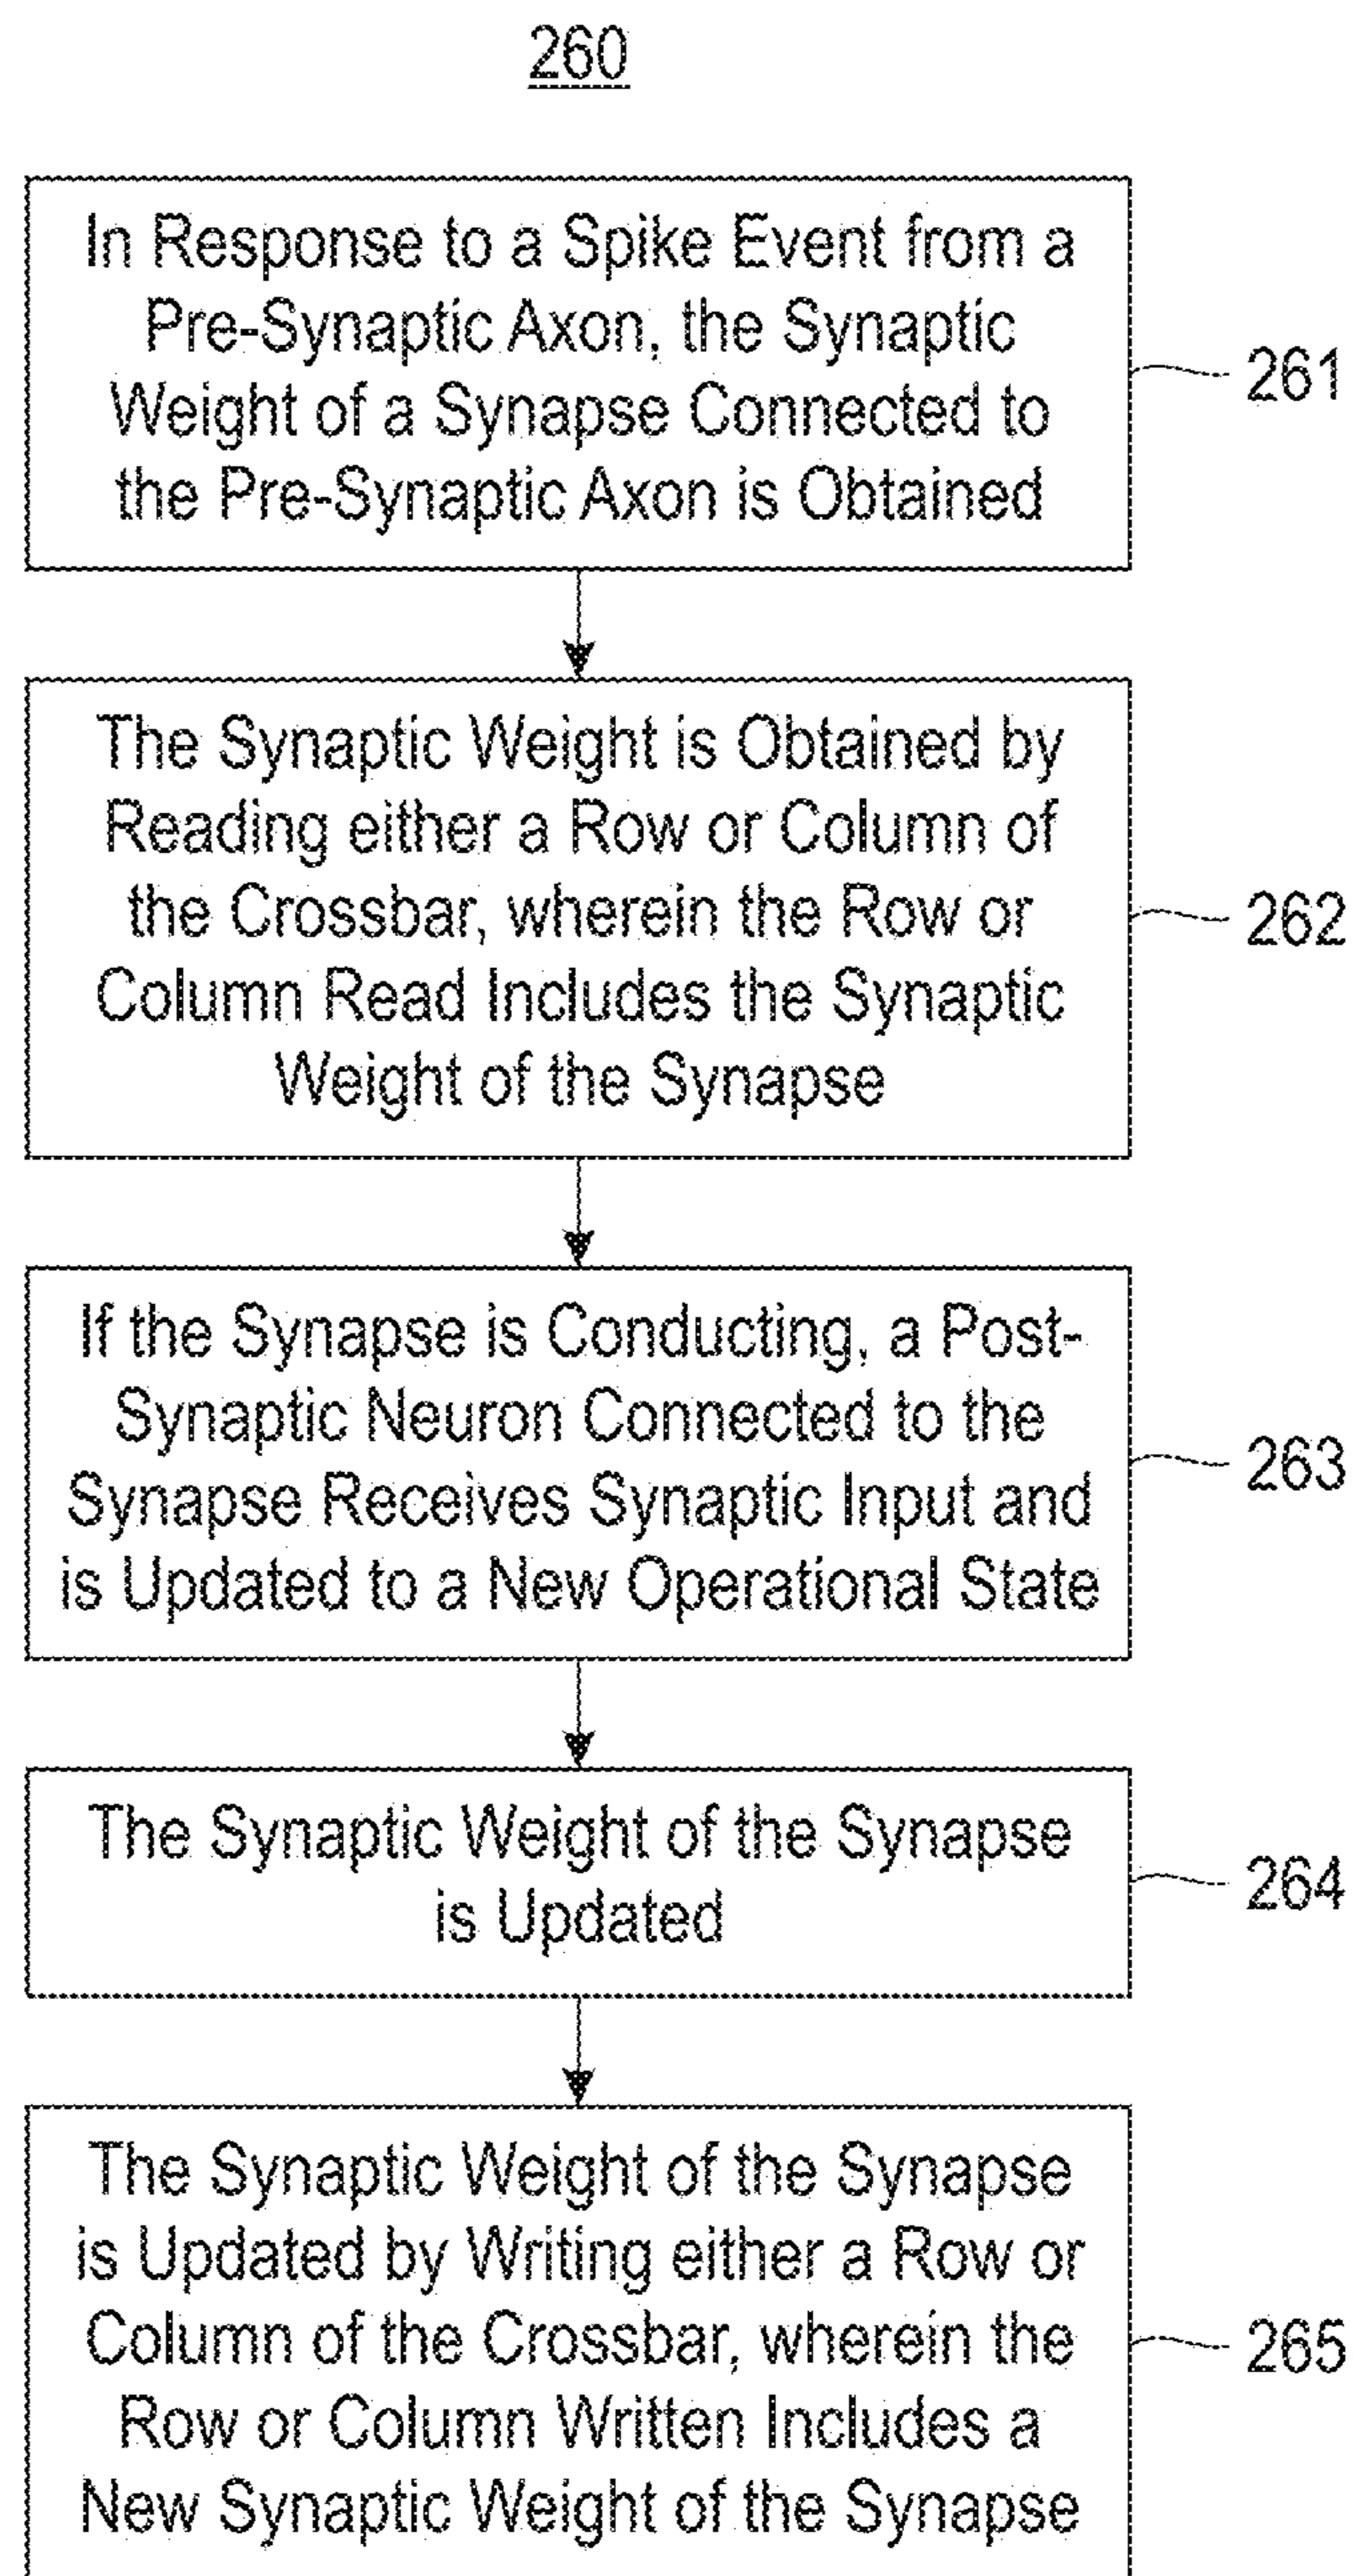 260
In Response to a Spike Event from a
Pre-Synaptic Axon, the Synaptic
Weight of a Synapse Connected to
the Pre-Synaptic Axon is Obtained
261
The Synaptic Weight is Obtained by
Reading either a Row or Column of
the Crossbar, wherein the Row or
Column Read Includes the Synaptic
Weight of the Synapse
262
If the Synapse is Conducting, a Post-
Synaptic Neuron Connected to the
Synapse Receives Synaptic Input and
is Updated to a New Operational State
263
The Synaptic Weight of the Synapse
is Updated
264
The Synaptic Weight of the Synapse
is Updated by Writing either a Row or
Column of the Crossbar, wherein the
Row or Column Written Includes a
New Synaptic Weight of the Synapse
265